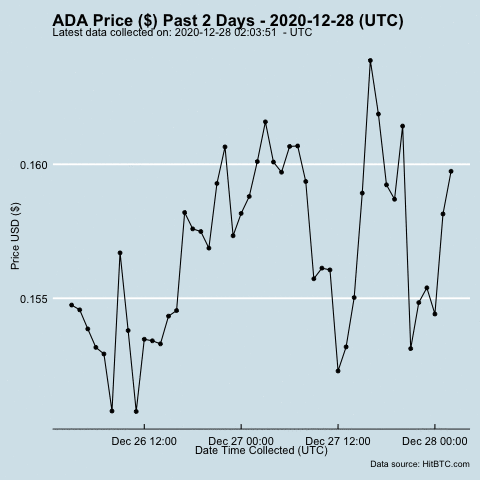 ADA Price ($) Past 2 Days - 2020-12-28 (UTC)
Latest data collected on: 2020-12-28 02:03:51  - UTC
0.160
Price USD ($)
0.155
Dec 26 12:00 Dec 27 00:00 Dec 27 12:00 Dec 28 00:00
Date Time Collected (UTC)
Data source: HitBTC.com